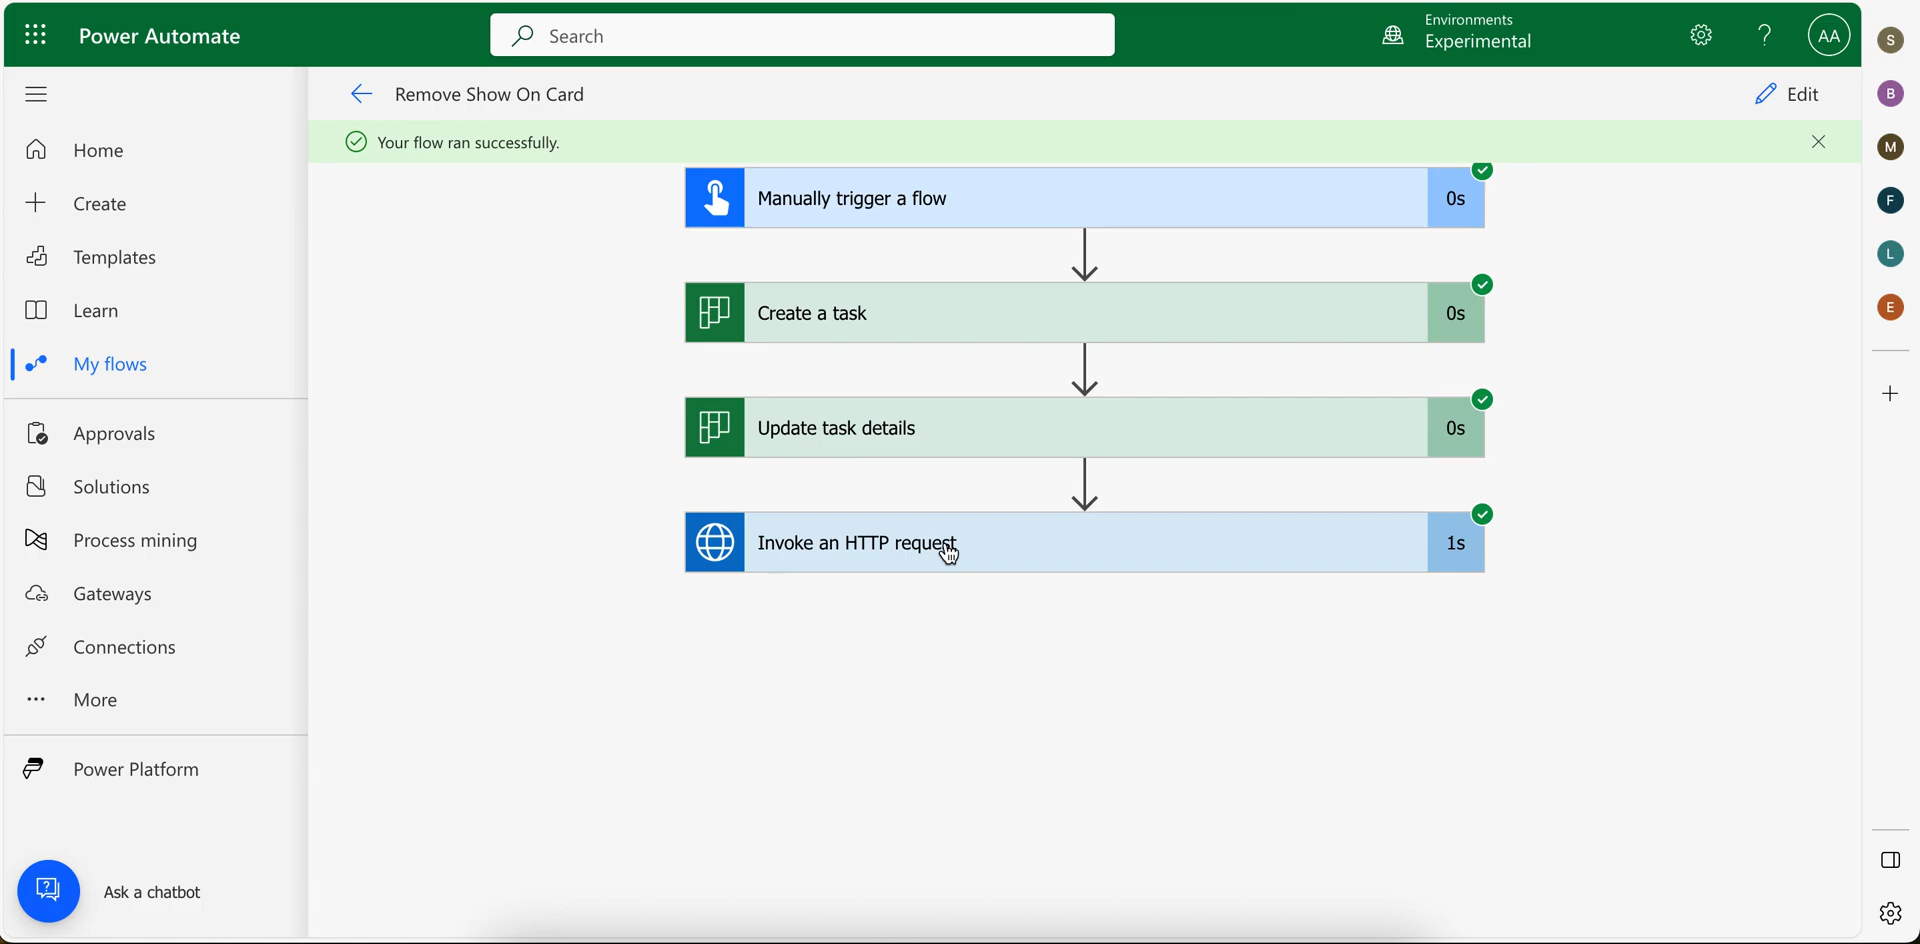 Power Automate
Search
Environments
Experimental
AA
S
Remove Show On Card
Edit
B
Your flow ran successfully.
Home
M
Manually trigger a flow
0s
Create
F
Templates
L
Learn
Create a task
0s
E
My flows
Update task details
0s
Approvals
Solutions
Process mining
Invoke an HTTP request
1s
Gateways
Connections
More
Power Platform
Ask a chatbot